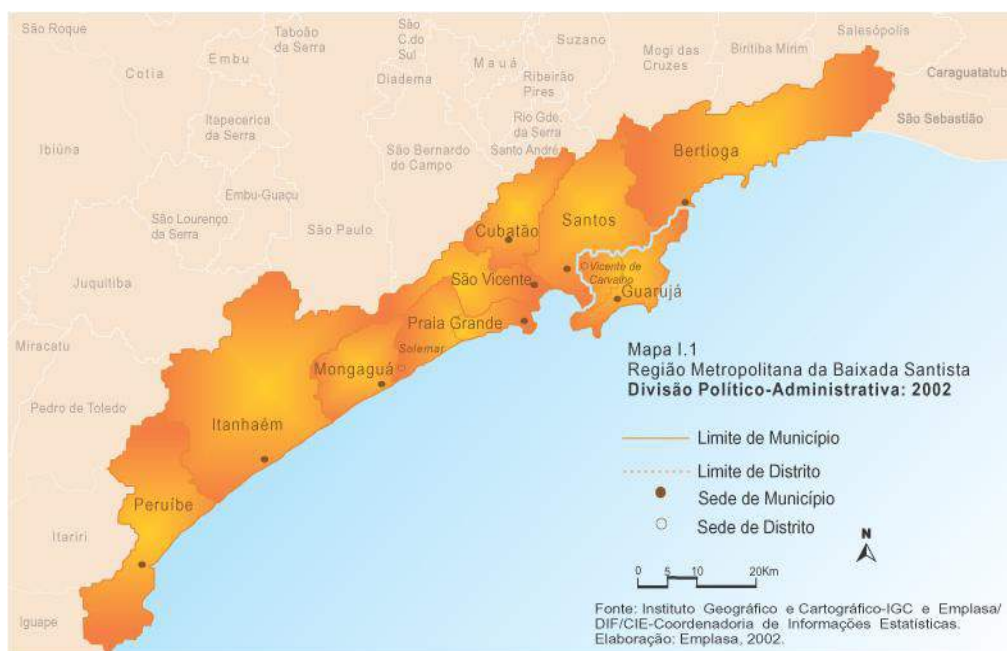 São Roque
Taboão
da Serra
São
C.do
Sul
Suzano
Salesópolis
Embu
Mauá
Mogi das
Cruzes
Biritiba Mirim
Cotia
Diadema
Ribeirão
Pires
Caraguatatub
Itapecerica
da Serra
Rio Gde.
da Serra
São Sebastião
Ibiúna
São Bernardo
do Campo
Santo André
Bertioga
Embu-Guaçu
São Lourenço
da Serra
São Paulo
Cubatão
Santos
Juquitiba
São Vicente
Vicente de
Carvalho
Guarujá
Praia Grande
Miracatu
Solemar
Mongaguá
Pedro de Toledo
Itanhaém
Peruíbe
Itariri
Iguape
Mapa I.1
Região Metropolitana da Baixada Santista
Divisão Político-Administrativa: 2002
Limite de Município
Limite de Distrito
Sede de Município
Sede de Distrito
N
0 5 10 20Km
Fonte: Instituto Geográfico e Cartográfico-IGC e Emplasa/
DIF/CIE-Coordenadoria de Informações Estatísticas.
Elaboração: Emplasa, 2002.